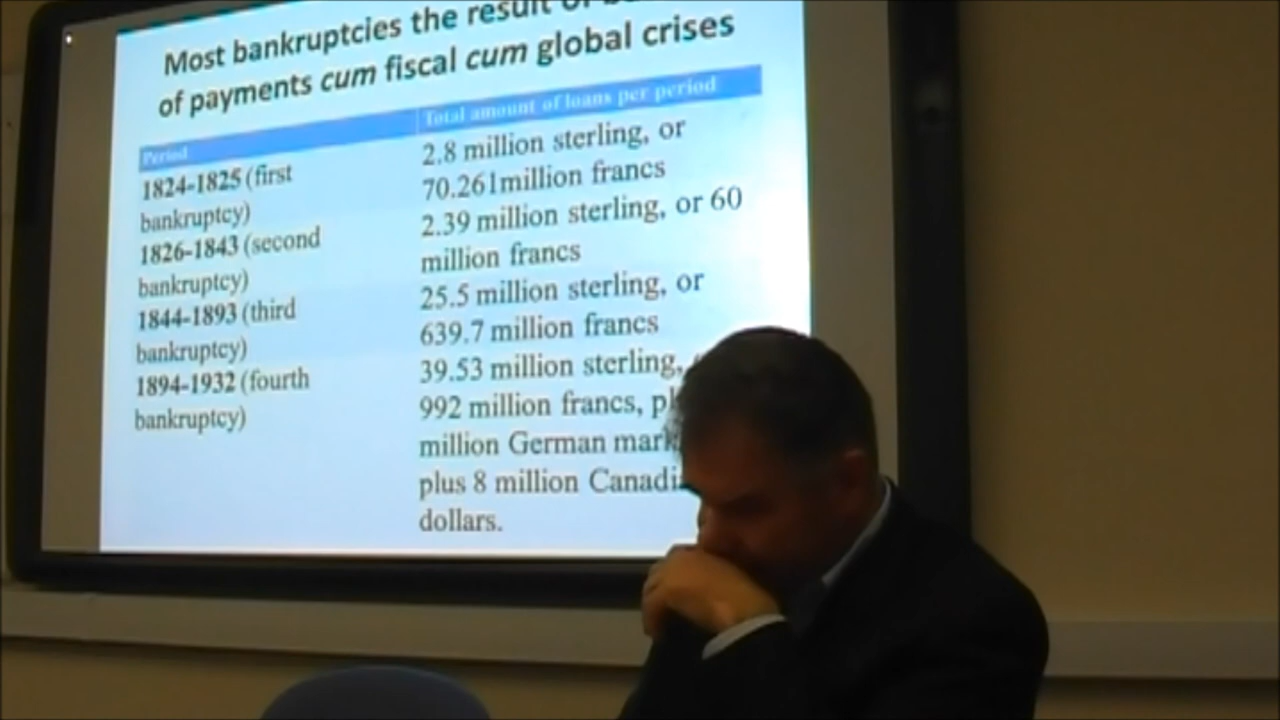 Most bankruptcies the result
of payments cum fiscal cum global crises
Period
Total amount of loans per period
1824-1825 (first
bankruptcy)
2.8 million sterling, or
70.261million francs
1826-1843 (second
bankruptcy)
2.39 million sterling, or 60
million francs
1844-1893 (third
bankruptcy)
25.5 million sterling, or
639.7 million francs
1894-1932 (fourth
bankruptcy)
39.53 million sterling,
992 million francs,
million German
plus 8 million
dollars.